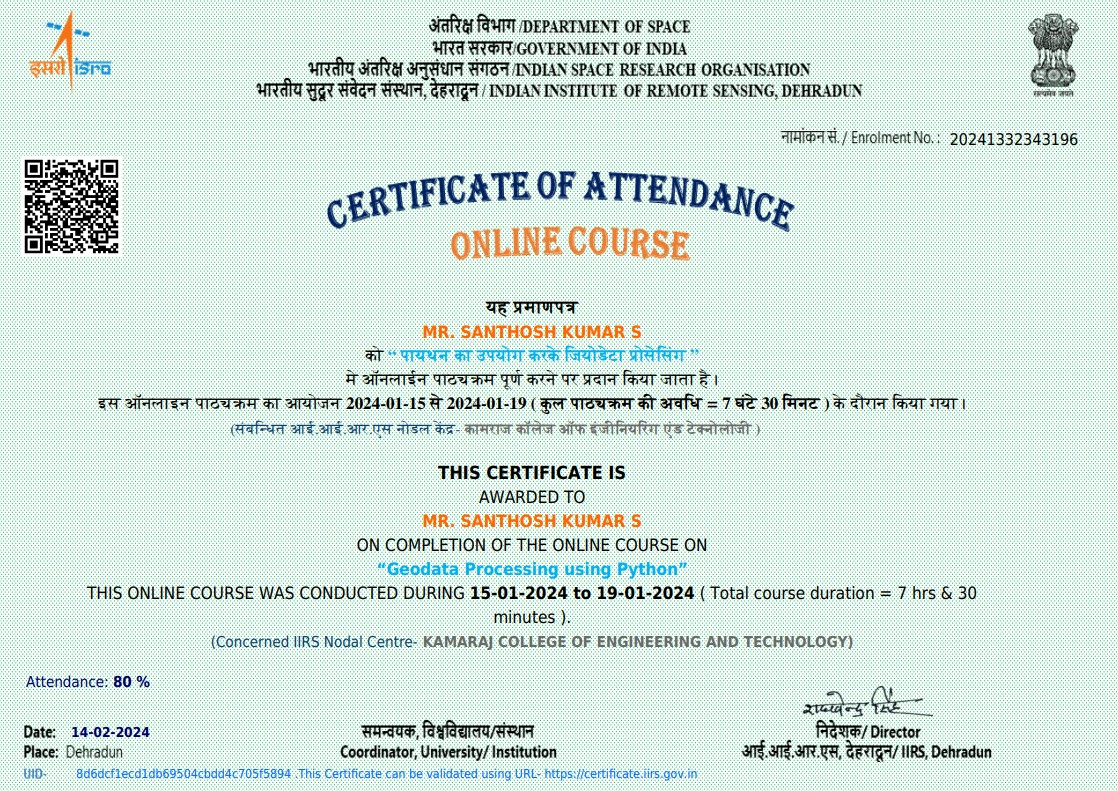 इसरो isro
अंतरिक्ष विभाग /DEPARTMENT OF SPACE
भारत सरकार/GOVERNMENT OF INDIA
भारतीय अंतरिक्ष अनुसंधान संगठन /INDIAN SPACE RESEARCH ORGANISATION
भारतीय सुदूर संवेदन संस्थान, देहरादून / INDIAN INSTITUTE OF REMOTE SENSING, DEHRADUN
सत्यमेव जयते
नामांकन सं. / Enrolment No. : 20241332343196
CERTIFICATE OF ATTENDANCE
ONLINE COURSE
यह प्रमाणपत्र
MR. SANTHOSH KUMAR S
को “ पायथन का उपयोग करके जियोडेटा प्रोसेसिंग ”
मे ऑनलाईन पाठ्यक्रम पूर्ण करने पर प्रदान किया जाता है ।
इस ऑनलाइन पाठ्यक्रम का आयोजन 2024-01-15 से 2024-01-19 ( कुल पाठ्यक्रम की अवधि = 7 घंटे 30 मिनट ) के दौरान किया गया ।
(संबन्धित आई.आई.आर.एस नोडल केंद्र- कामराज कॉलेज ऑफ इंजीनियरिंग एंड टेक्नोलोजी )
THIS CERTIFICATE IS
AWARDED TO
MR. SANTHOSH KUMAR S
ON COMPLETION OF THE ONLINE COURSE ON
“Geodata Processing using Python”
THIS ONLINE COURSE WAS CONDUCTED DURING 15-01-2024 to 19-01-2024 ( Total course duration = 7 hrs & 30
minutes ).
(Concerned IIRS Nodal Centre- KAMARAJ COLLEGE OF ENGINEERING AND TECHNOLOGY)
Attendance: 80 %
Date: 14-02-2024
Place: Dehradun
समन्वयक, विश्वविद्यालय/संस्थान
Coordinator, University/ Institution
निदेशक/ Director
आई.आई.आर.एस, देहरादून/ IIRS, Dehradun
UID- 8d6dcf1ecd1db69504cbdd4c705f5894 .This Certificate can be validated using URL- https://certificate.iirs.gov.in